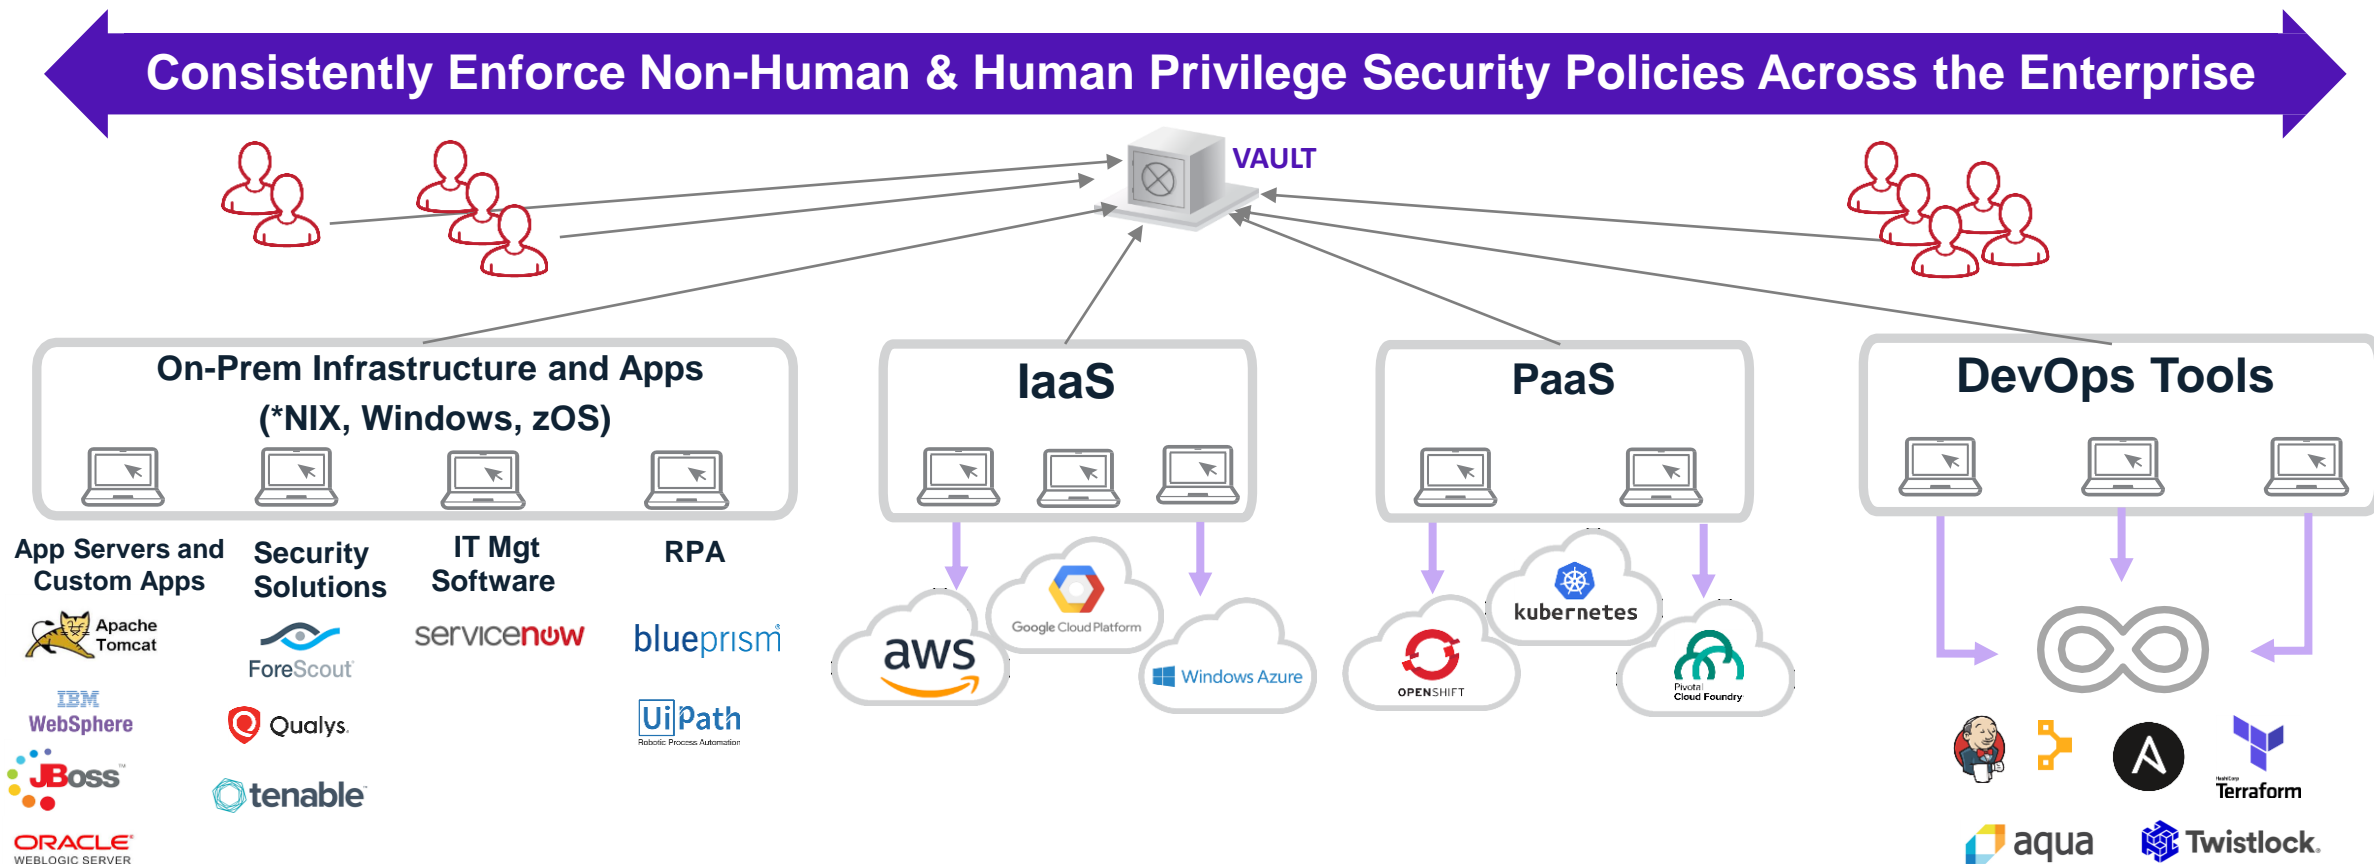 Consistently Enforce Non-Human & Human Privilege Security Policies Across the Enterprise
VAULT
On-Prem Infrastructure and Apps
(*NIX, Windows, zOS)
IaaS
PaaS
DevOps Tools
App Servers and
Custom Apps
Security
Solutions
IT Mgt
Software
RPA
Apache
Tomcat
IBM
WebSphere
JBoss™
ORACLE®
WEBLOGIC SERVER
ForeScout
Qualys.
tenable™
servicenow
blueprism
UiPath
Robotic Process Automation
aws
Google Cloud Platform
Windows Azure
OPENSHIFT
kubernetes
Pivotal
Cloud Foundry
HashiCorp
Terraform
aqua
Twistlock.